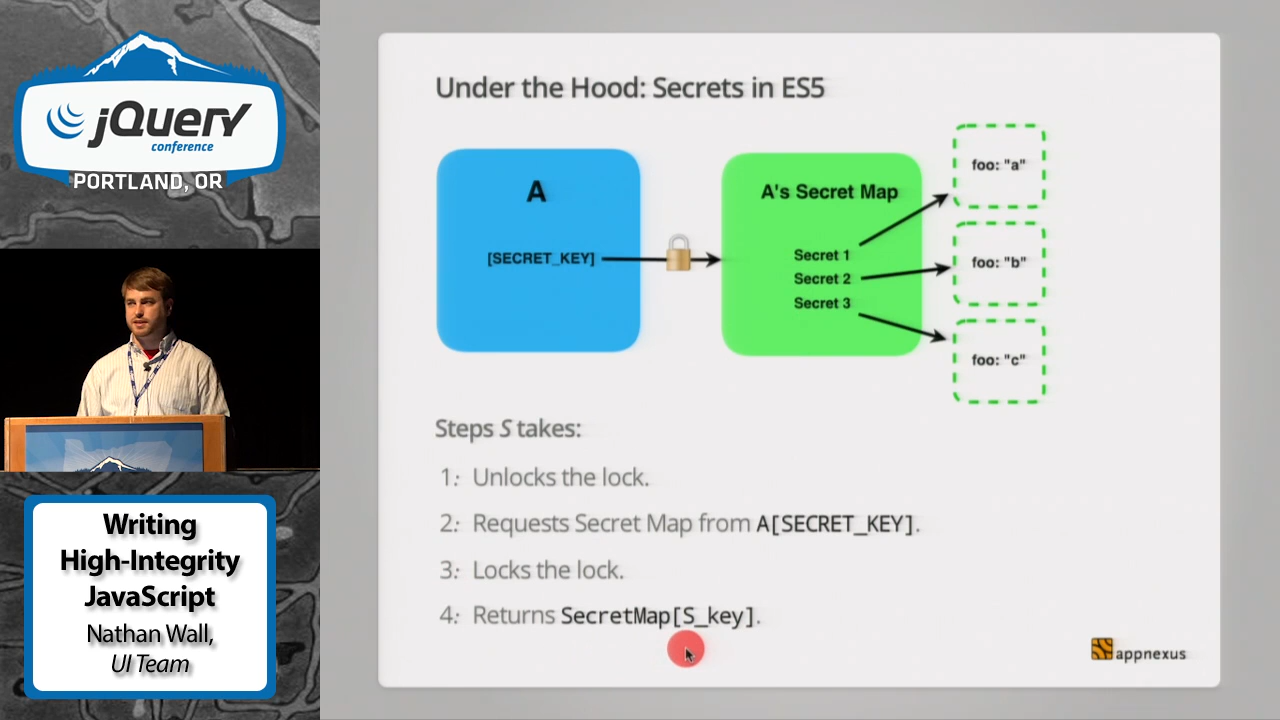 jQuery
conference
PORTLAND, OR
Writing
High-Integrity
JavaScript
Nathan Wall,
UI Team
Under the Hood: Secrets in ES5
A
[SECRET_KEY]
A's Secret Map
Secret 1
Secret 2
Secret 3
foo: "a"
foo: "b"
foo: "c"
Steps S takes:
1: Unlocks the lock.
2: Requests Secret Map from A[SECRET_KEY].
3: Locks the lock.
4: Returns SecretMap[S_key].
appnexus